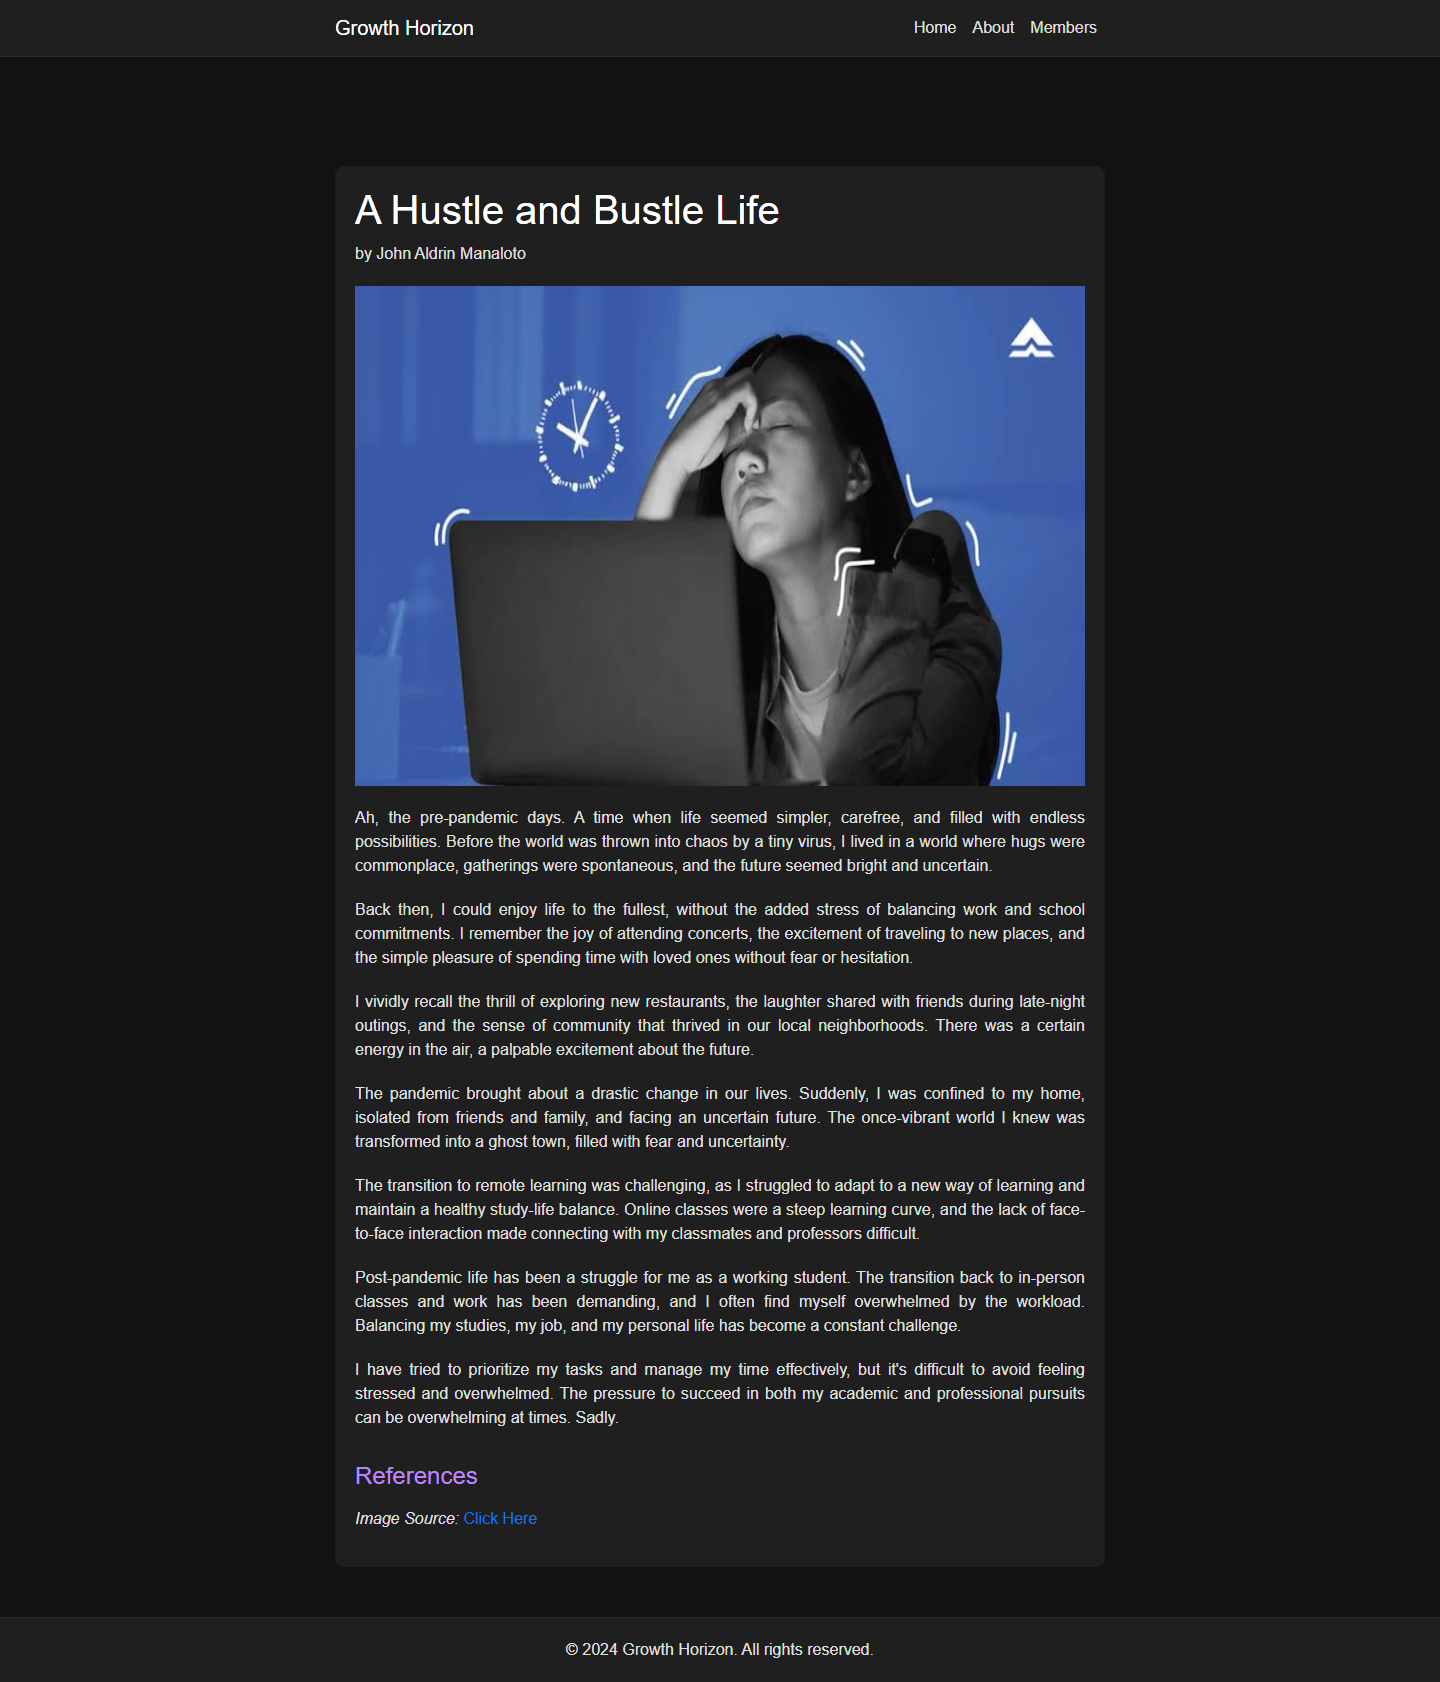 Growth Horizon
Home About Members
A Hustle and Bustle Life
by John Aldrin Manaloto
Ah, the pre-pandemic days. A time when life seemed simpler, carefree, and filled with endless
possibilities. Before the world was thrown into chaos by a tiny virus, I lived in a world where hugs were
commonplace, gatherings were spontaneous, and the future seemed bright and uncertain.
Back then, I could enjoy life to the fullest, without the added stress of balancing work and school
commitments. I remember the joy of attending concerts, the excitement of traveling to new places, and
the simple pleasure of spending time with loved ones without fear or hesitation.
I vividly recall the thrill of exploring new restaurants, the laughter shared with friends during late-night
outings, and the sense of community that thrived in our local neighborhoods. There was a certain
energy in the air, a palpable excitement about the future.
The pandemic brought about a drastic change in our lives. Suddenly, I was confined to my home,
isolated from friends and family, and facing an uncertain future. The once-vibrant world I knew was
transformed into a ghost town, filled with fear and uncertainty.
The transition to remote learning was challenging, as I struggled to adapt to a new way of learning and
maintain a healthy study-life balance. Online classes were a steep learning curve, and the lack of face-
to-face interaction made connecting with my classmates and professors difficult.
Post-pandemic life has been a struggle for me as a working student. The transition back to in-person
classes and work has been demanding, and I often find myself overwhelmed by the workload.
Balancing my studies, my job, and my personal life has become a constant challenge.
I have tried to prioritize my tasks and manage my time effectively, but it's difficult to avoid feeling
stressed and overwhelmed. The pressure to succeed in both my academic and professional pursuits
can be overwhelming at times. Sadly.
References
Image Source: Click Here
© 2024 Growth Horizon. All rights reserved.